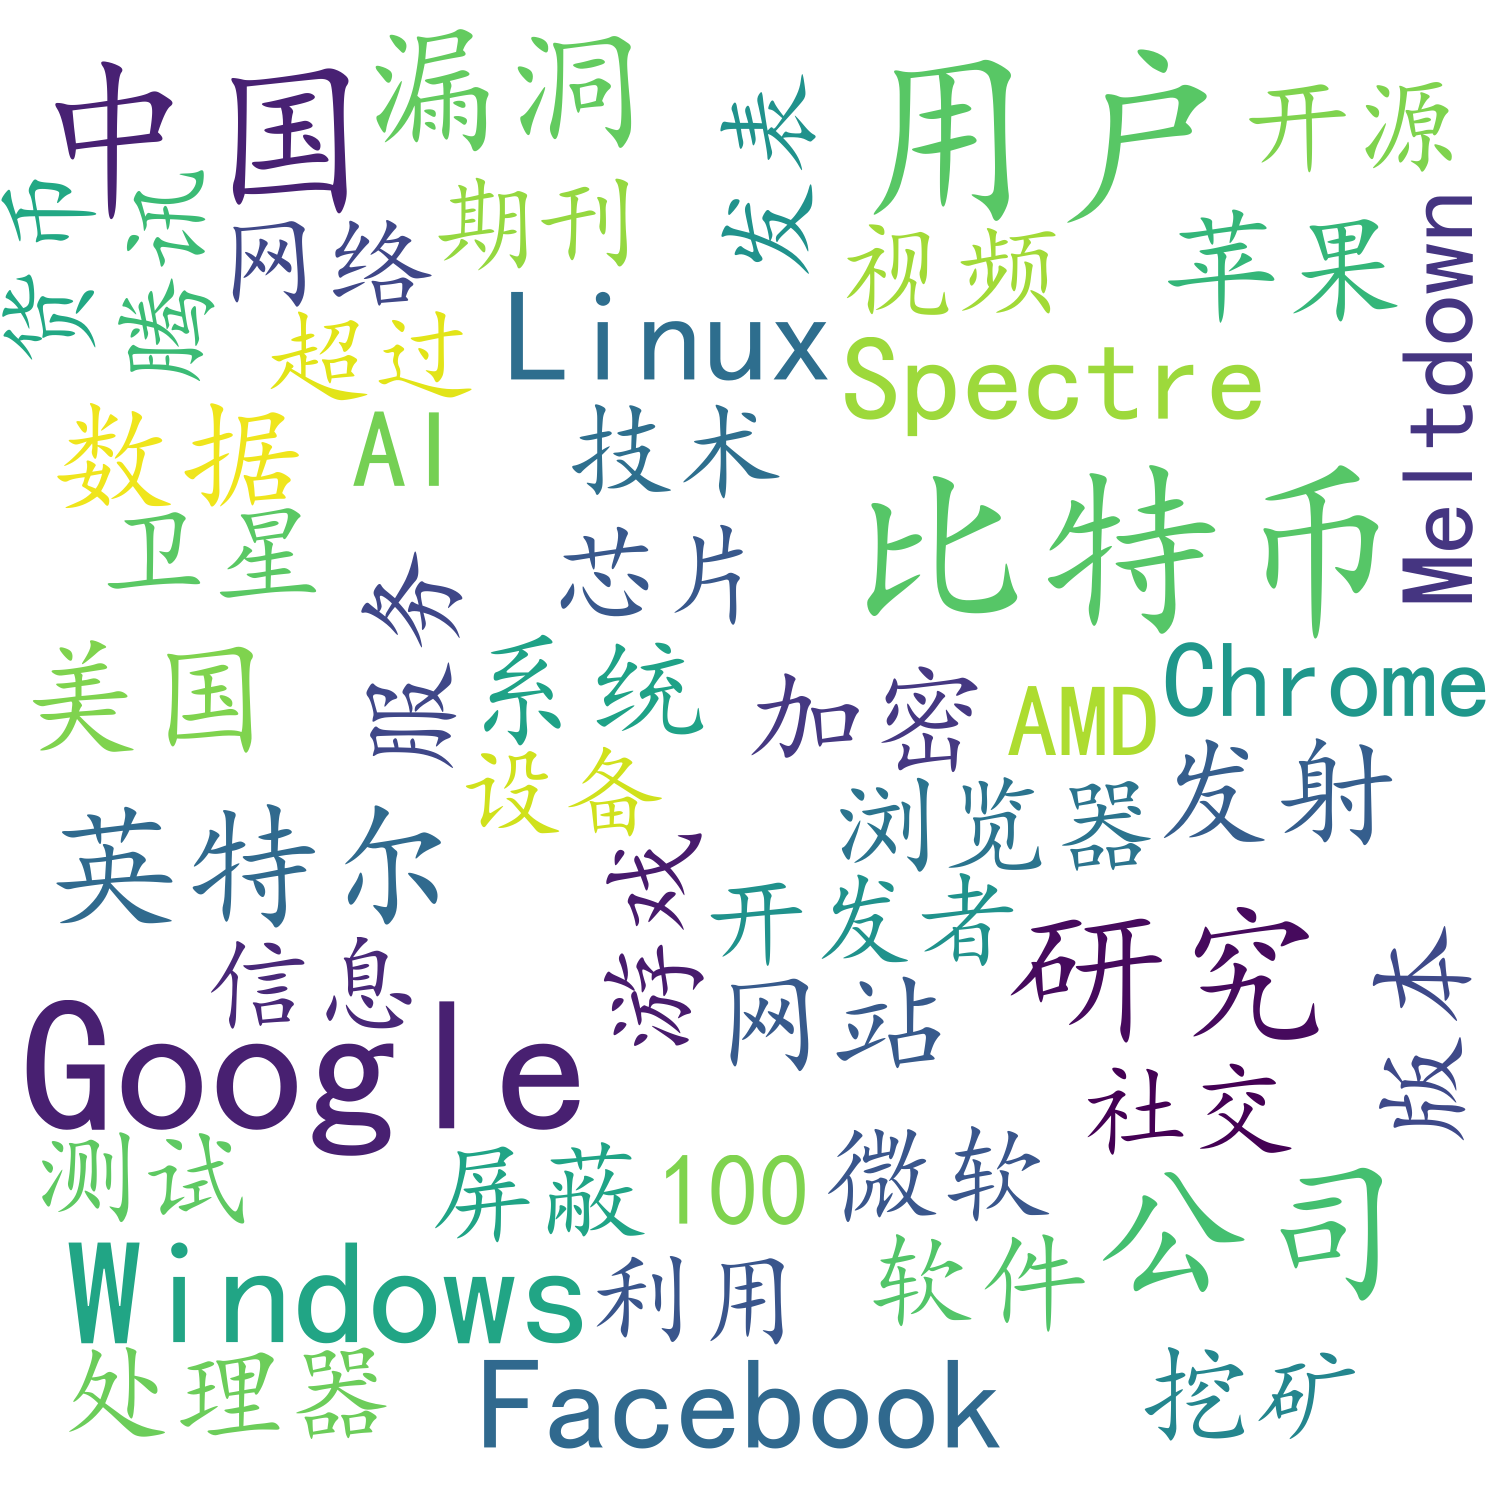 中国
漏洞
用户
开源
发表
货币
腾讯
网络
期刊
视频
苹果
Meltdown
超过
Linux
Spectre
数据
AI
技术
比特币
卫星
芯片
服务
美国
系统
加密
AMD
Chrome
设备
浏览器
发射
英特尔
游戏
开发者
研究
信息
网站
版本
Google
社交
测试
屏蔽
100
微软
公司
Windows
利用
软件
处理器
Facebook
挖矿